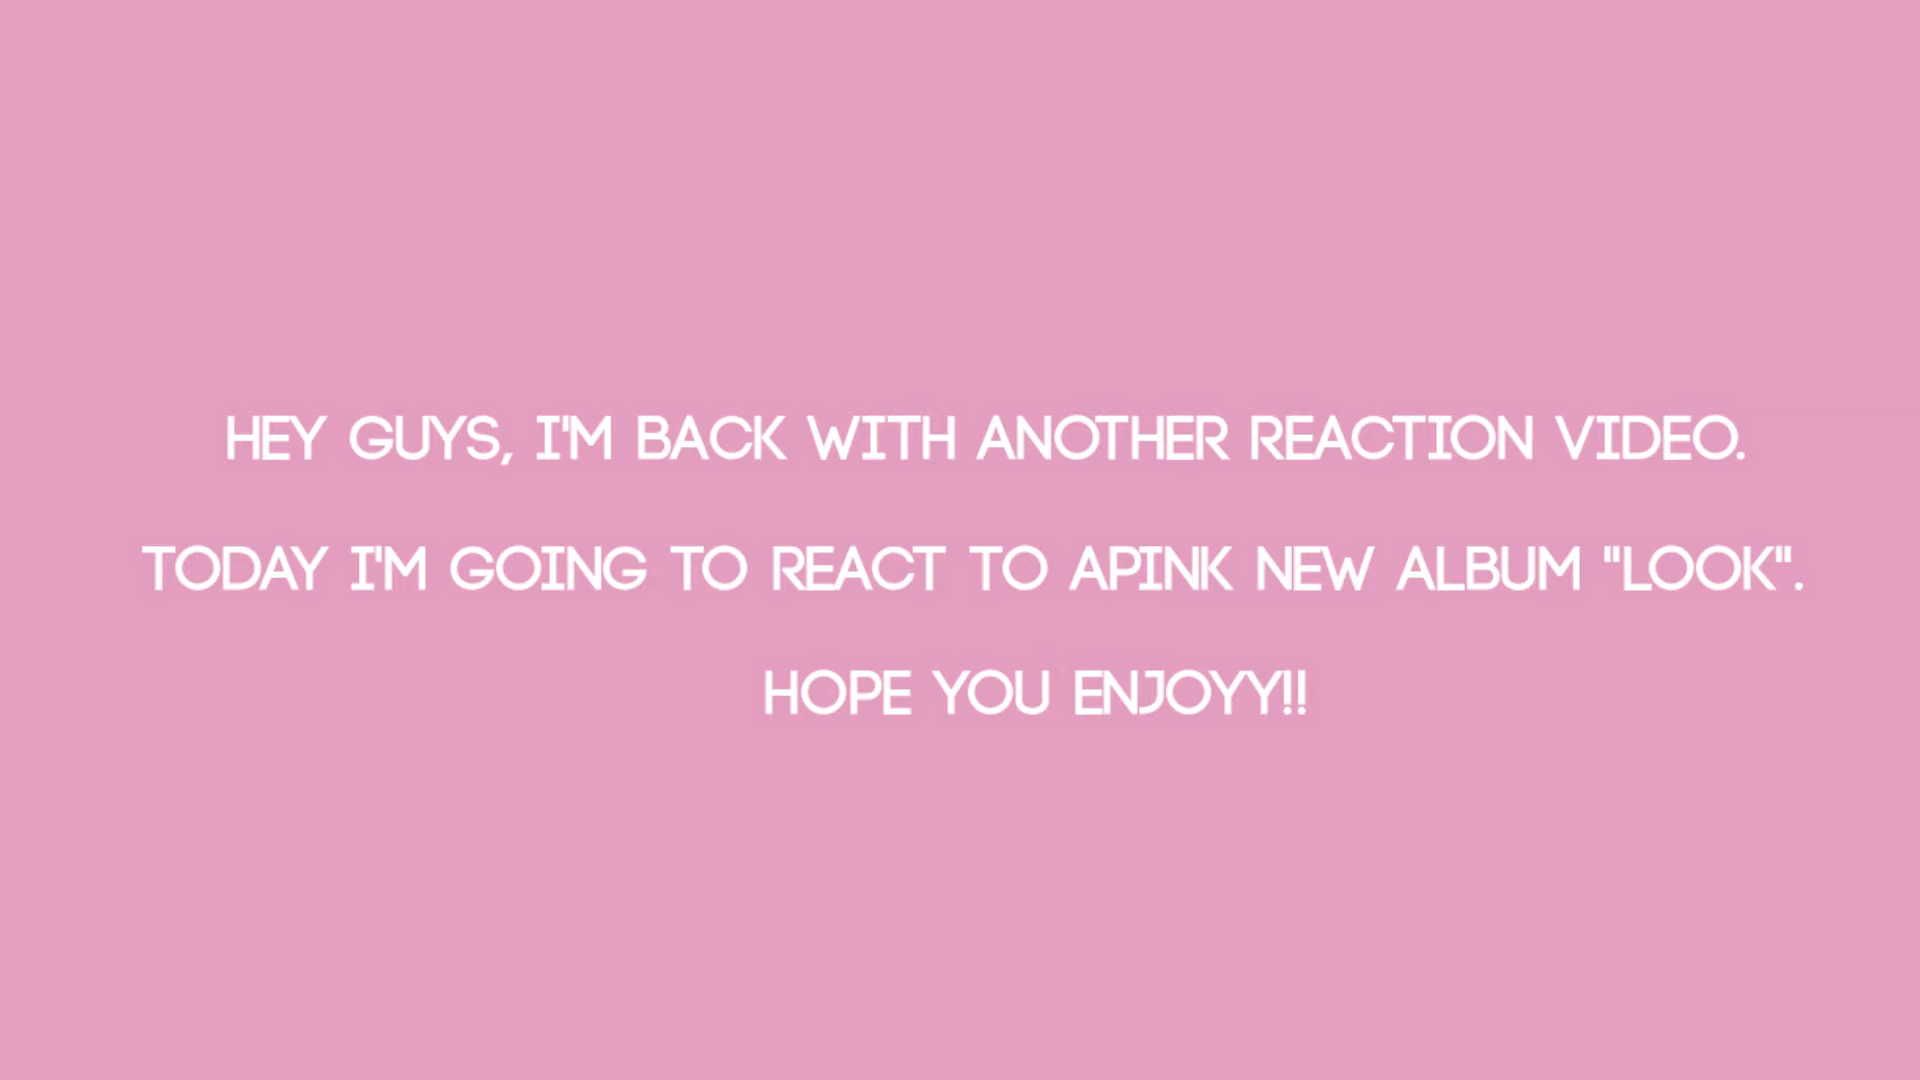 HEY GUYS, I'M BACK WITH ANOTHER REACTION VIDEO.
TODAY I'M GOING TO REACT TO APINK NEW ALBUM "LOOK".
HOPE YOU ENJOYY!!